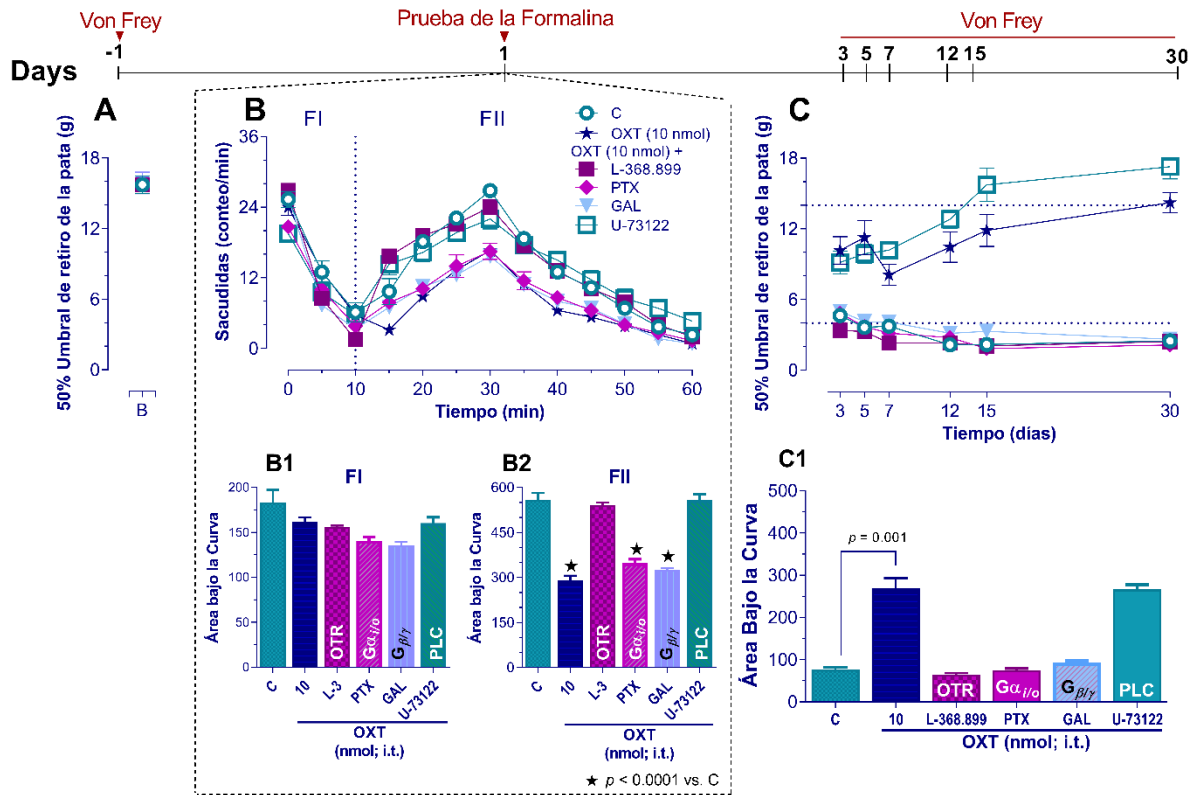 Von Frey
Prueba de la Formalina
Von Frey
-1
1
3 5 7 12 15 30
Days
A
50% Umbral de retiro de la pata (g)
18
12
6
0
B
B
FI
FII
Sacudidas (conteo/min)
36
24
12
0
0 10 20 30 40 50 60
Tiempo (min)
C
OXT (10 nmol)
OXT (10 nmol) +
L-368.899
PTX
GAL
U-73122
C
50% Umbral de retiro de la pata (g)
18
12
6
0
3 5 7 12 15 30
Tiempo (días)
B1
FI
Área bajo la Curva
200
150
100
50
0
OTR
Gαi/o
Gβ/γ
PLC
C 10 L-3 PTX GAL U-73122
OXT
(nmol; i.t.)
B2
FII
Área bajo la Curva
600
450
300
150
0
★ ★ ★
OTR
Gαi/o
Gβ/γ
PLC
C 10 L-3 PTX GAL U-73122
OXT
(nmol; i.t.)
★ p < 0.0001 vs. C
C1
Área Bajo la Curva
500
400
300
200
100
0
p = 0.001
OTR
Gαi/o
Gβ/γ
PLC
C 10 L-368.899 PTX GAL U-73122
OXT (nmol; i.t.)